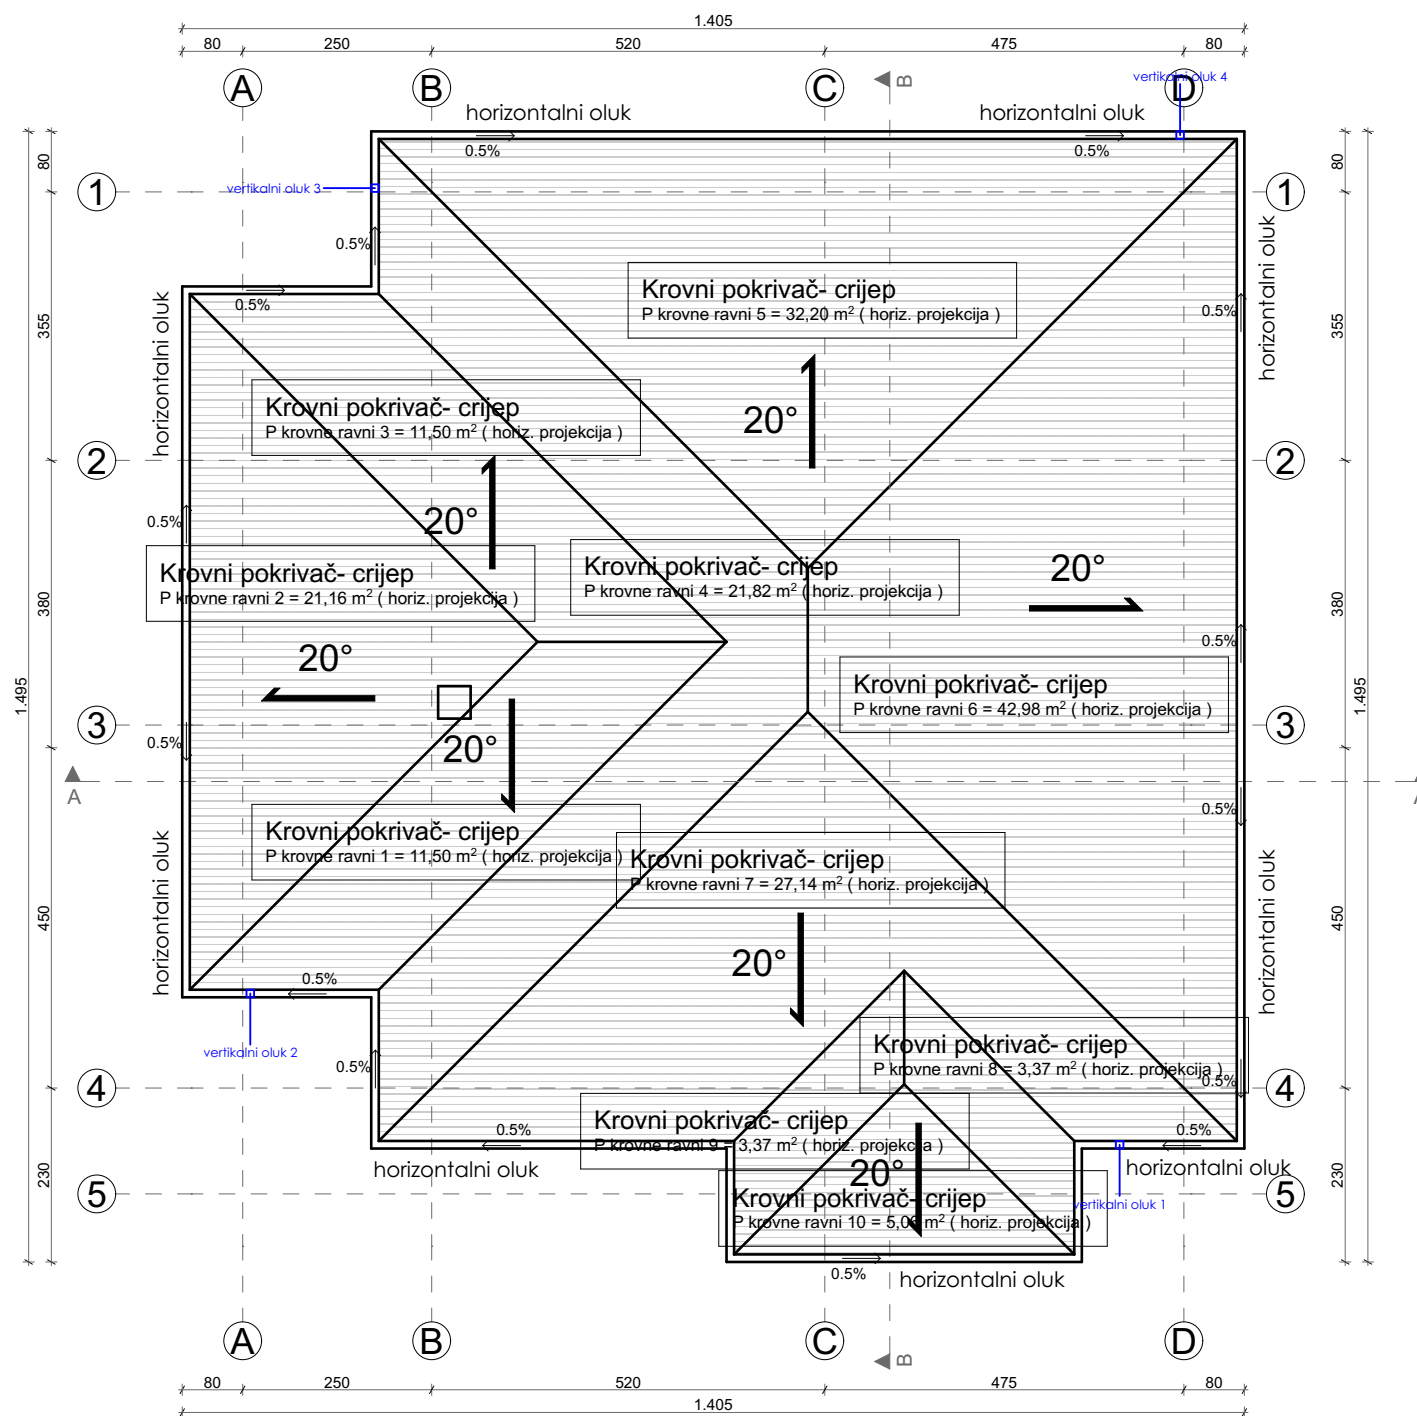 1.405
80 250 520 475 80
A B C D
B
vertikalni oluk 4
horizontalni oluk horizontalni oluk
0.5% 0.5%
80 80
1 1
vertikalni oluk 3
0.5%
horizontalni oluk
0.5%
horizontalni oluk
0.5%
Krovni pokrivač- crijep
P krovne ravni 5 = 32,20 m² ( horiz. projekcija )
355 355
20°
Krovni pokrivač- crijep
P krovne ravni 3 = 11,50 m² ( horiz. projekcija )
2 2
20°
0.5%
Krovni pokrivač- crijep
P krovne ravni 2 = 21,16 m² ( horiz. projekcija )
Krovni pokrivač- crijep
P krovne ravni 4 = 21,82 m² ( horiz. projekcija )
20°
380 380
0.5%
20°
Krovni pokrivač- crijep
P krovne ravni 6 = 42,98 m² ( horiz. projekcija )
1.495 1.495
3 3
0.5%
20°
A
0.5%
Krovni pokrivač- crijep
P krovne ravni 1 = 11,50 m² ( horiz. projekcija )
Krovni pokrivač- crijep
P krovne ravni 7 = 27,14 m² ( horiz. projekcija )
horizontalni oluk
horizontalni oluk
450 450
20°
0.5%
vertikalni oluk 2
0.5%
Krovni pokrivač- crijep
P krovne ravni 8 = 3,37 m² ( horiz. projekcija )
0.5%
4 4
Krovni pokrivač- crijep
P krovne ravni 9 = 3,37 m² ( horiz. projekcija )
0.5% 0.5%
horizontalni oluk
horizontalni oluk
230 230
20°
5 5
vertikalni oluk 1
Krovni pokrivač- crijep
P krovne ravni 10 = m² ( horiz. projekcija )
0.5%
horizontalni oluk
A B C D
B
80 250 520 475 80
1.405